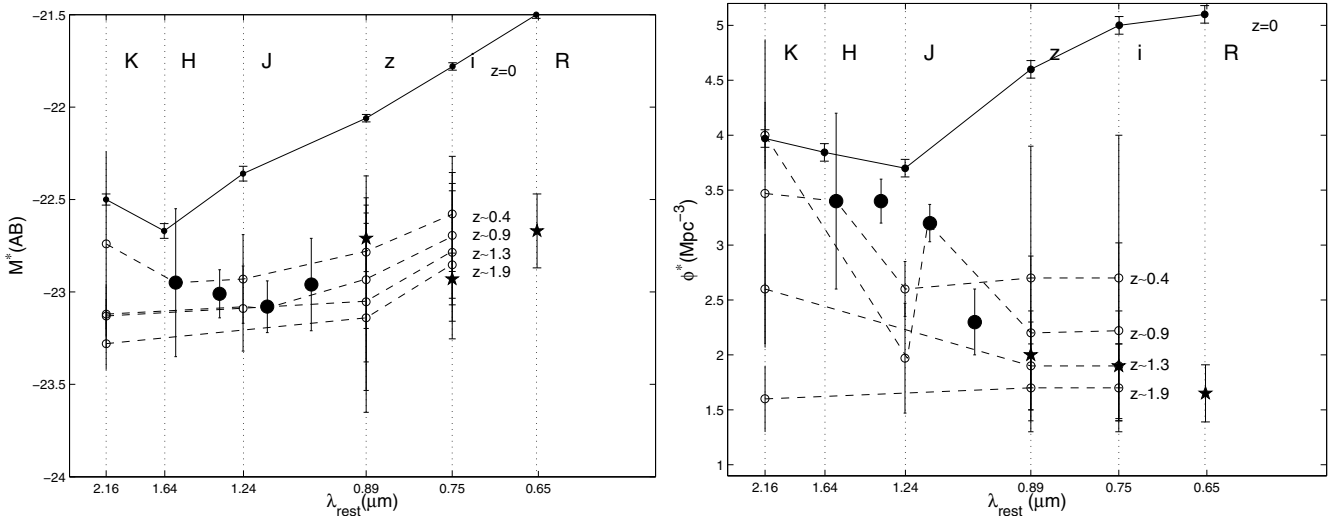 K H J z i R
z=0
z~0.4
z~0.9
z~1.3
z~1.9
−21.5
−22
−22.5
−23
−23.5
−24
M*(AB)
2.16 1.64 1.24 0.89 0.75 0.65
λrest(μm)
K H J z i R
z=0
z~0.4
z~0.9
z~1.3
z~1.9
5
4.5
4
3.5
3
2.5
2
1.5
1
ϕ* (Mpc−3)
2.16 1.64 1.24 0.89 0.75 0.65
λrest(μm)